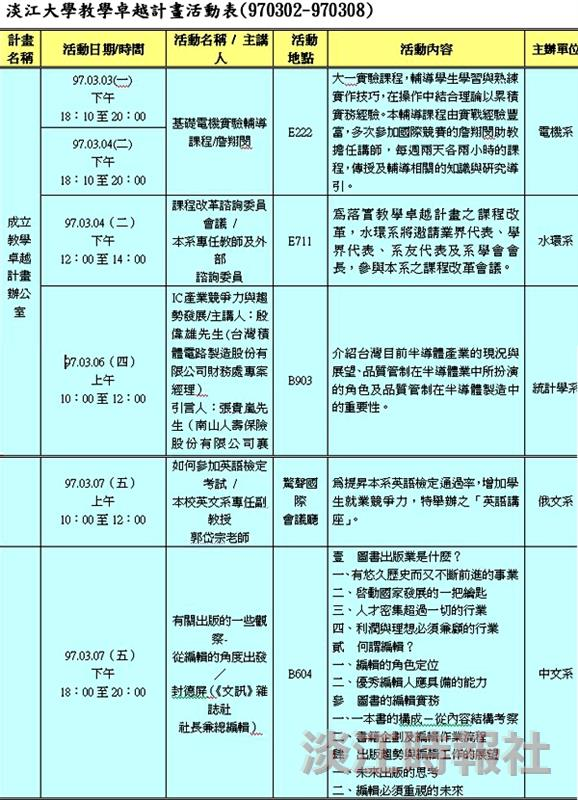 淡江大學教學卓越計畫活動表(970302-970308)
計畫
名稱
活動日期/時間
活動名稱 / 主講
人
活動
地點
活動內容
主辦單位
成立
教學
卓越
計畫
辦公
室
97.03.03(一)
下午
18：10 至 20：00
97.03.04(二)
下午
18：10 至 20：00
基礎電機實驗輔導
課程/詹翔閔
E222
大一實驗課程，輔導學生學習與熟練
實作技巧，在操作中結合理論以累積
實務經驗。本輔導課程由實戰經驗豐
富，多次參加國際競賽的詹翔閔助教
擔任講師，每週兩天各兩小時的課
程，傳授及輔導相關的知識與研究導
引。
電機系
97.03.04（二）
下午
12：00 至 14：00
課程改革諮詢委員
會議 /
本系專任教師及外
部
諮詢委員
E711
為落實教學卓越計畫之課程改
革，水環系將邀請業界代表、學
界代表、系友代表及系學會會
長，參與本系之課程改革會議。
水環系
97.03.06（四）
上午
10：00 至 12：00
IC 產業競爭力與趨
勢發展/主講人：殷
偉雄先生(台灣積
體電路製造股份有
限公司財務處專案
經理)
引言人：張貴嵐先
生（南山人壽保險
股份有限公司襄
B903
介紹台灣目前半導體產業的現況與
展望、品質管制在半導體業中所扮演
的角色及品質管制在半導體製造中
的重要性。
統計學系
97.03.07（五）
上午
10：00 至 12：00
如何參加英語檢定
考試 /
本校英文系專任副
教授
郭岱宗老師
驚聲國
際
會議廳
為提昇本系英語檢定通過率，增加學
生就業競爭力，特舉辦之「英語講
座」。
俄文系
97.03.07（五）
下午
18：00 至 20：00
有關出版的一些觀
察-
從編輯的角度出發
／
封德屏（《文訊》雜
誌社
社長兼總編輯）
B604
壹　圖書出版業是什麼？
一、有悠久歷史而又不斷前進的事業
二、啟動國家發展的一把鑰匙
三、人才密集超過一切的行業
四、利潤與理想必須兼顧的行業
貳　何謂編輯？
一、編輯的角色定位
二、優秀編輯人應具備的能力
參　圖書的編輯實務
一、一本書的構成－從內容結構考察
二、書籍企劃及編輯作業流程
肆　出版趨勢與編輯工作的展望
一、未來出版的思考
二、編輯必須重視的未來
中文系
淡江時報社